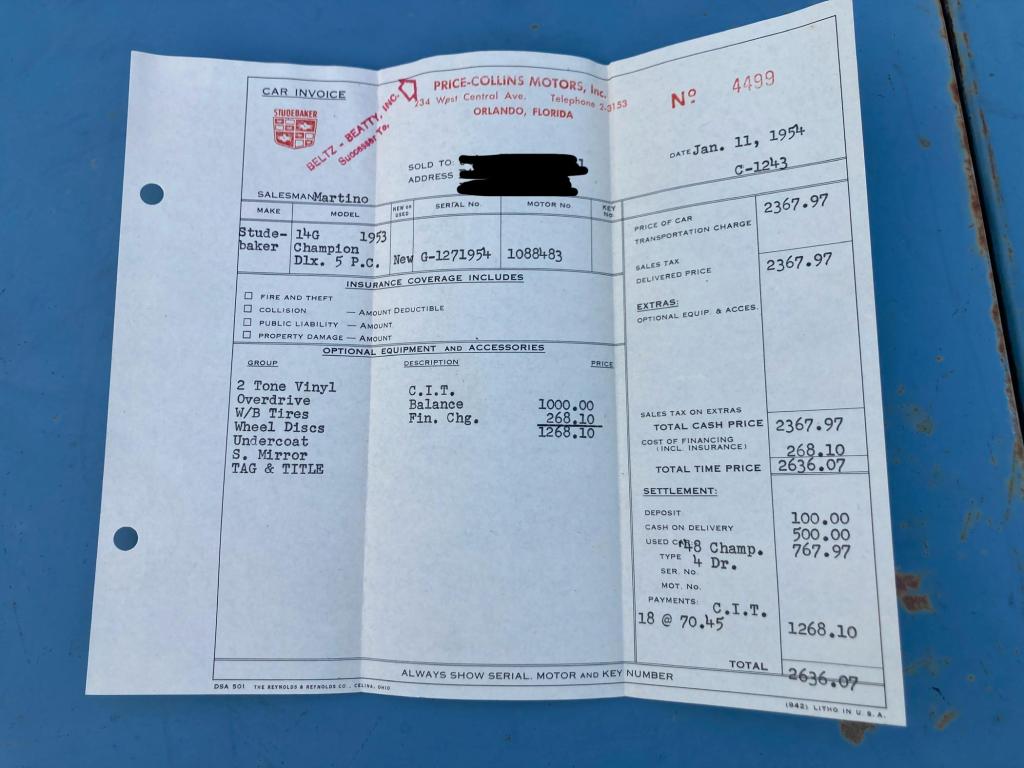 CAR INVOICE
STUDEBAKER
BELTZ - BEATTY, INC.
Successor To.
PRICE-COLLINS MOTORS, Inc.
234 West Central Ave. Telephone 2-3153
ORLANDO, FLORIDA
Nº 4499
DATE Jan. 11, 1954
C-1243
SOLD TO
ADDRESS
SALESMAN Martino
MAKE MODEL NEW OR USED SERIAL No. MOTOR No. KEY No.
Stude- 14G 1953
baker Champion
Dlx. 5 P.C. New G-1271954 1088483
INSURANCE COVERAGE INCLUDES
FIRE AND THEFT
COLLISION — AMOUNT DEDUCTIBLE
PUBLIC LIABILITY — AMOUNT
PROPERTY DAMAGE — AMOUNT
OPTIONAL EQUIPMENT AND ACCESSORIES
GROUP DESCRIPTION PRICE
2 Tone Vinyl C.I.T.
Overdrive Balance 1000.00
W/B Tires Fin. Chg. 268.10
Wheel Discs 1268.10
Undercoat
S. Mirror
TAG & TITLE
PRICE OF CAR 2367.97
TRANSPORTATION CHARGE
SALES TAX
DELIVERED PRICE 2367.97
EXTRAS:
OPTIONAL EQUIP. & ACCES.
SALES TAX ON EXTRAS
TOTAL CASH PRICE 2367.97
COST OF FINANCING
(INCL. INSURANCE) 268.10
TOTAL TIME PRICE 2636.07
SETTLEMENT:
DEPOSIT 100.00
CASH ON DELIVERY 500.00
USED CAR '48 Champ. 767.97
TYPE 4 Dr.
SER. No.
MOT. No.
PAYMENTS: C.I.T.
18 @ 70.45 1268.10
TOTAL 2636.07
ALWAYS SHOW SERIAL, MOTOR AND KEY NUMBER
DSA 501 THE REYNOLDS & REYNOLDS CO., CELINA, OHIO
(842) LITHO IN U. S. A.